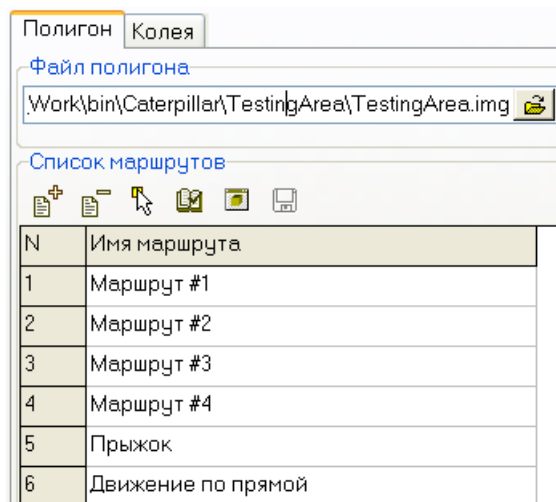 Полигон Колея
Файл полигона
Work\bin\Caterpillar\TestingArea\TestingArea.img
Список маршрутов
N Имя маршрута
1 Маршрут #1
2 Маршрут #2
3 Маршрут #3
4 Маршрут #4
5 Прыжок
6 Движение по прямой